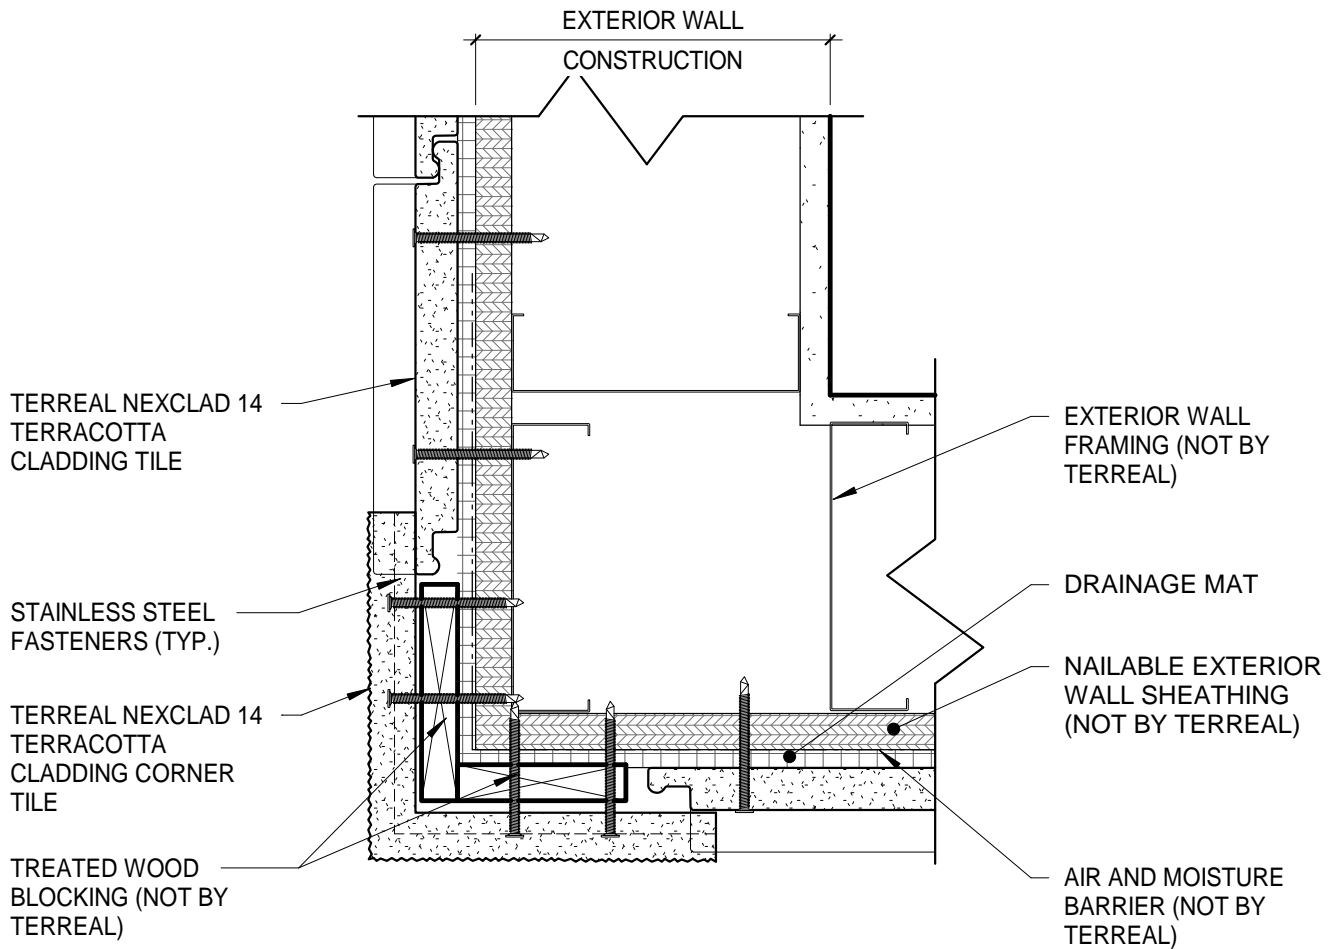 EXTERIOR WALL
CONSTRUCTION
TERREAL NEXCLAD 14
TERRACOTTA
CLADDING TILE
STAINLESS STEEL
FASTENERS (TYP.)
TERREAL NEXCLAD 14
TERRACOTTA
CLADDING CORNER
TILE
TREATED WOOD
BLOCKING (NOT BY
TERREAL)
EXTERIOR WALL
FRAMING (NOT BY
TERREAL)
DRAINAGE MAT
NAILABLE EXTERIOR
WALL SHEATHING
(NOT BY TERREAL)
AIR AND MOISTURE
BARRIER (NOT BY
TERREAL)